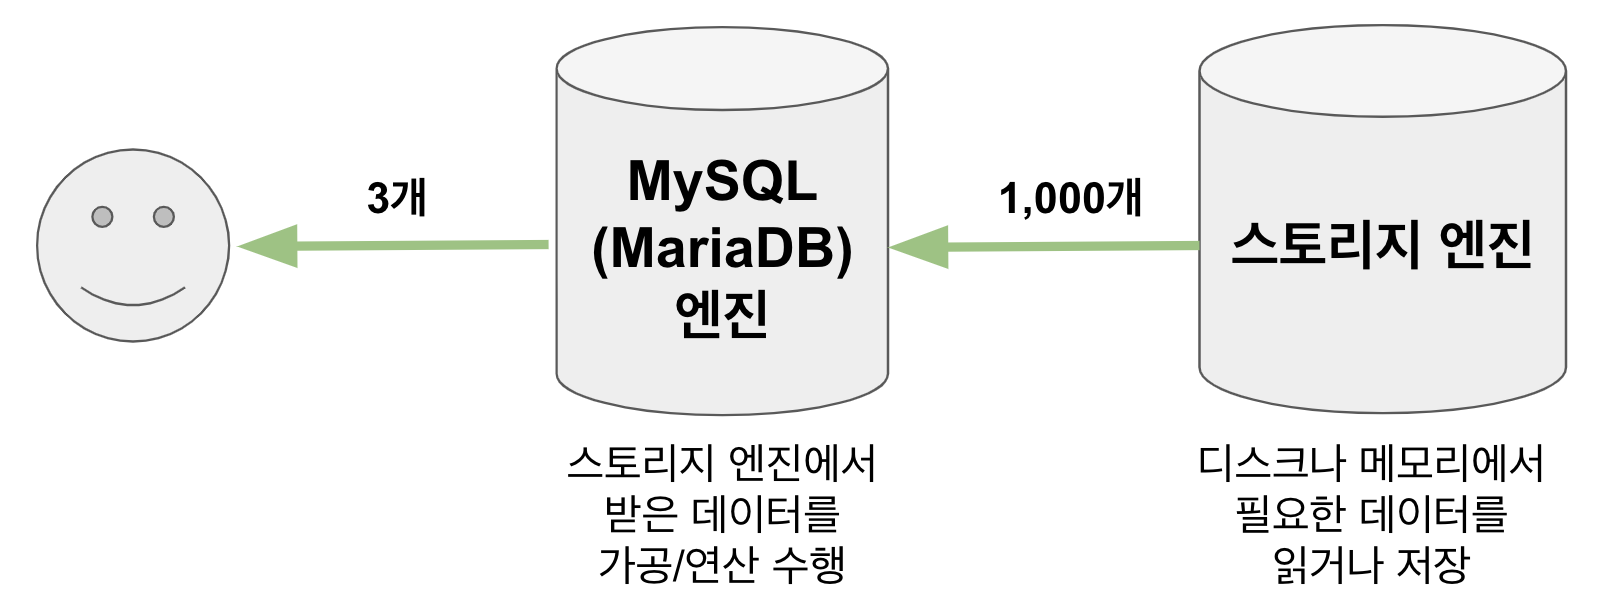 3개
MySQL
(MariaDB)
엔진
1,000개
스토리지 엔진
스토리지 엔진에서
받은 데이터를
가공/연산 수행
디스크나 메모리에서
필요한 데이터를
읽거나 저장